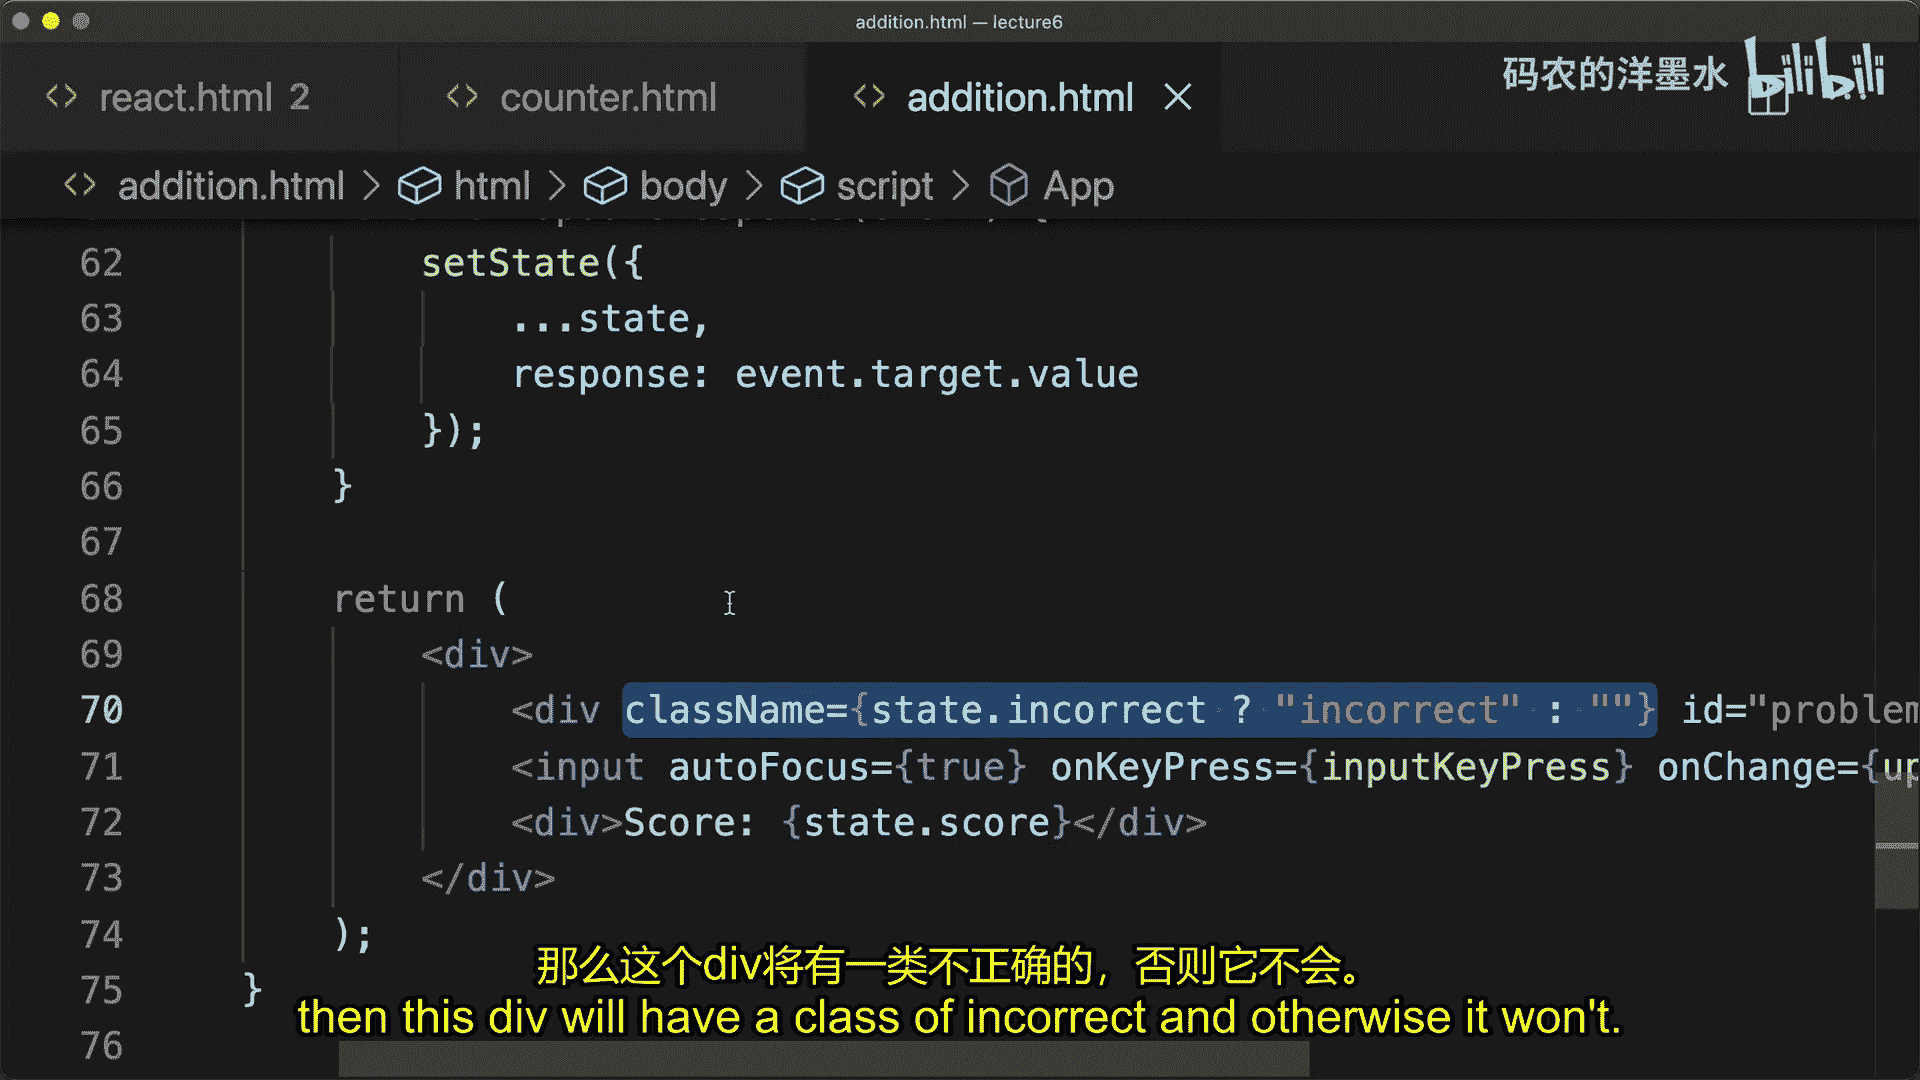 addition.html — lecture6
react.html 2 counter.html addition.html
码农的洋墨水 bilibili
addition.html > html > body > script > App
62 setState({
63 ...state,
64 response: event.target.value
65 });
66 }
67
68 return (
69 <div>
70 <div className={state.incorrect ? "incorrect" : ""} id="problem
71 <input autoFocus={true} onKeyPress={inputKeyPress} onChange={up
72 <div>Score: {state.score}</div>
73 </div>
74 );
75 }
76
那么这个div将有一类不正确的，否则它不会。
then this div will have a class of incorrect and otherwise it won't.